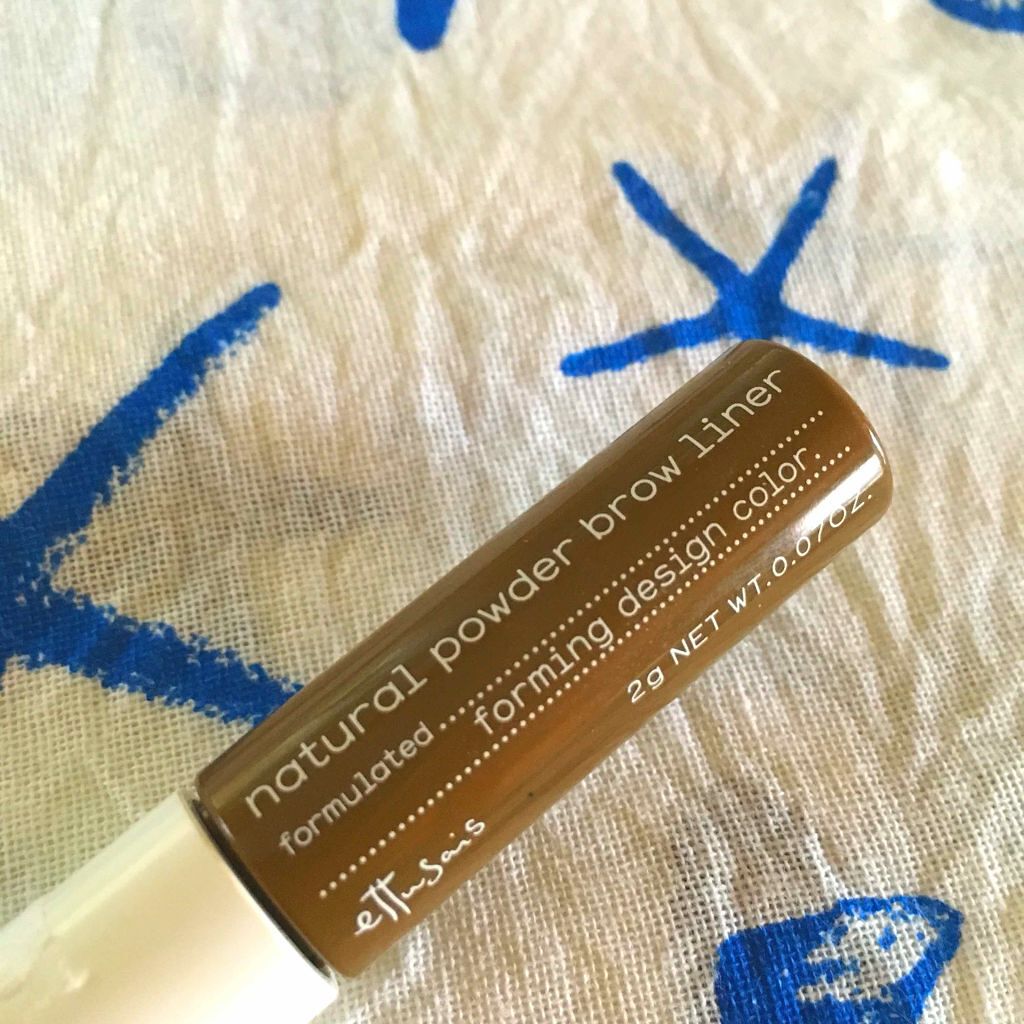 natural powder brow liner
formulated
forming design color.
2g NET WT.0.07oz.
ettusais